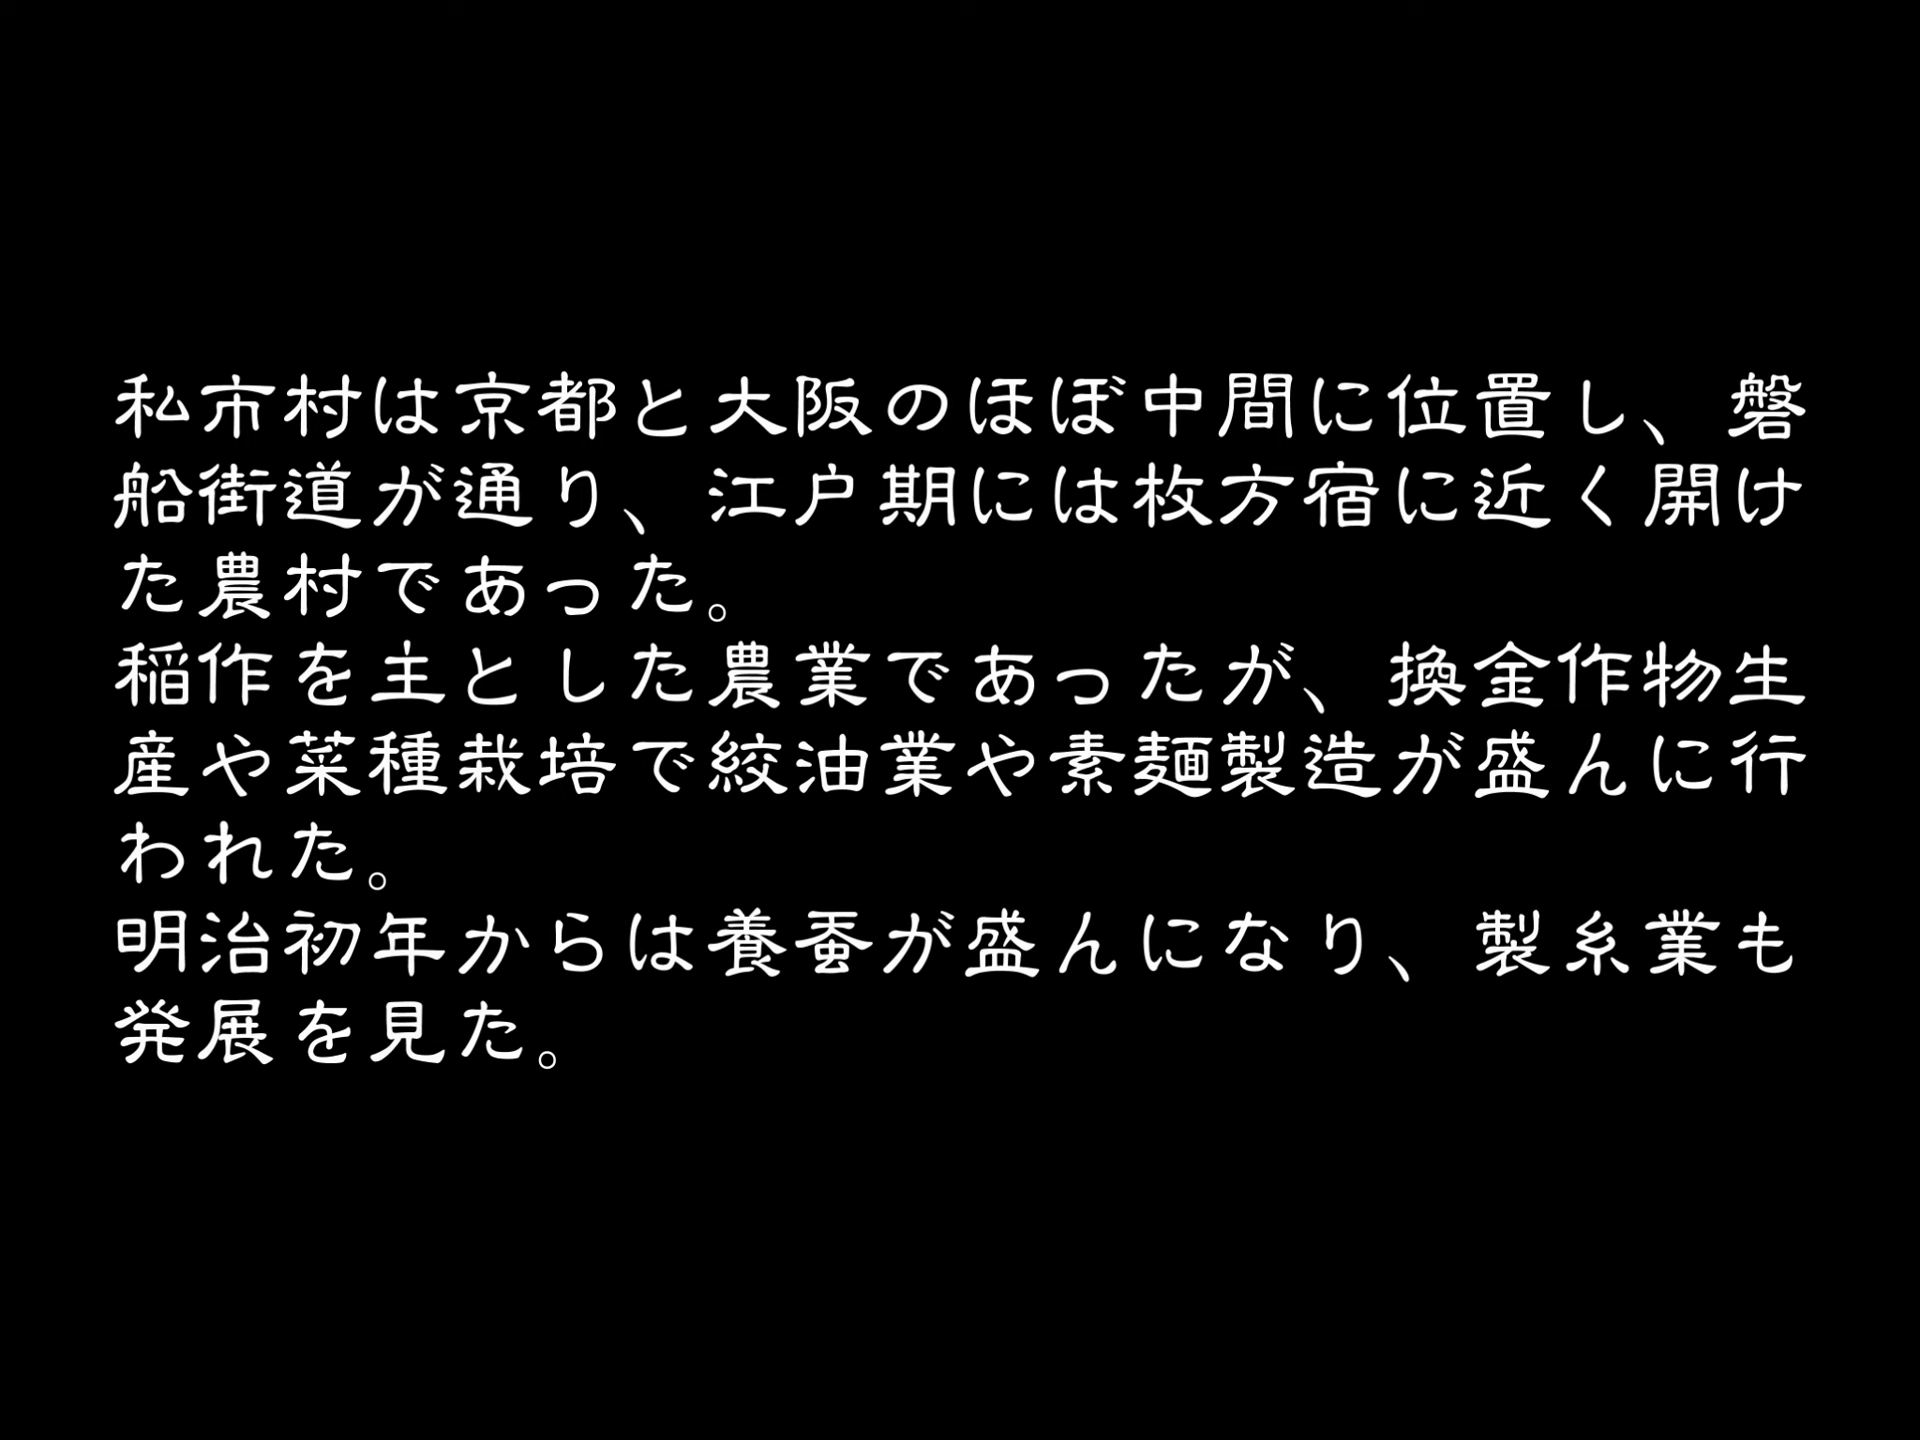 私市村は京都と大阪のほぼ中間に位置し、磐
船街道が通り、江戸期には枚方宿に近く開け
た農村であった。
稲作を主とした農業であったが、換金作物生
産や菜種栽培で絞油業や素麺製造が盛んに行
われた。
明治初年からは養蚕が盛んになり、製糸業も
発展を見た。